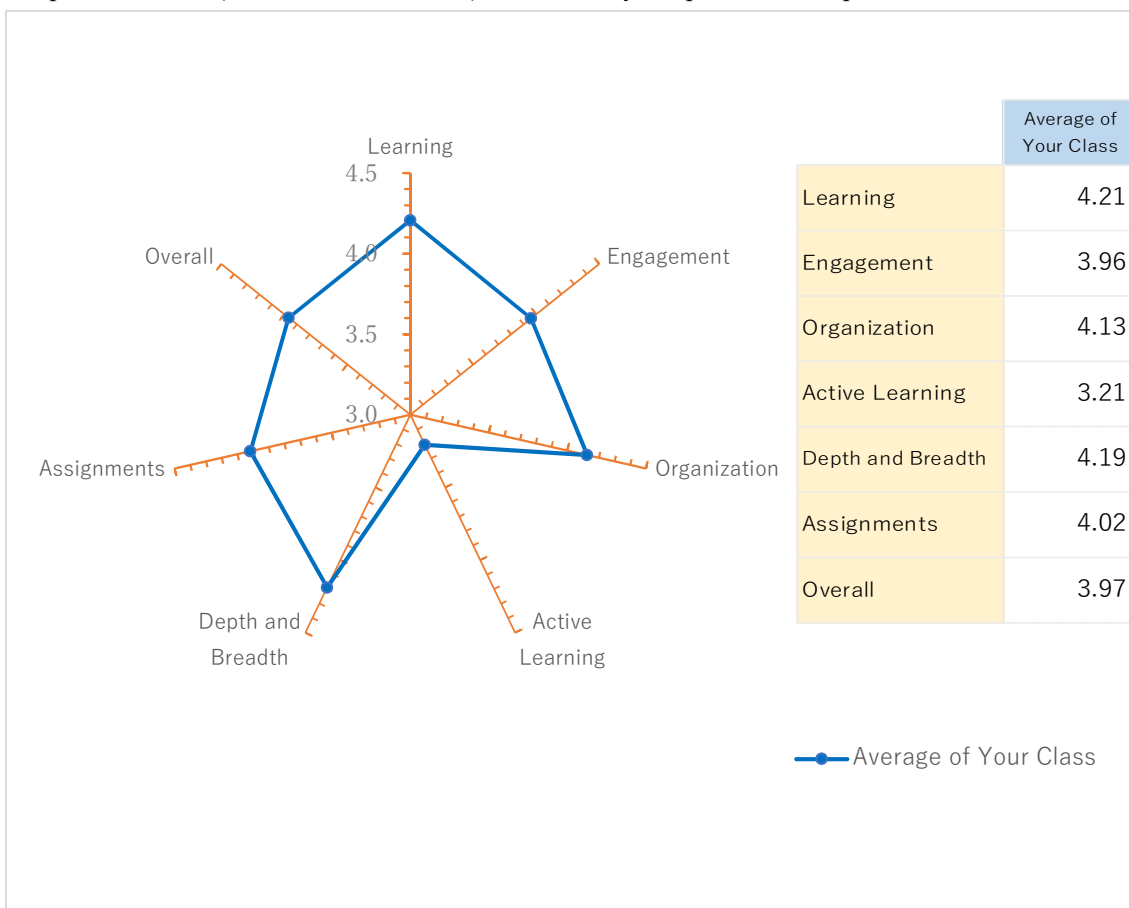 Learning
4.5
4.0
3.5
3.0
Overall
Engagement
Assignments
Organization
Depth and
Breadth
Active
Learning
Average of
Your Class
Learning 4.21
Engagement 3.96
Organization 4.13
Active Learning 3.21
Depth and Breadth 4.19
Assignments 4.02
Overall 3.97
Average of Your Class